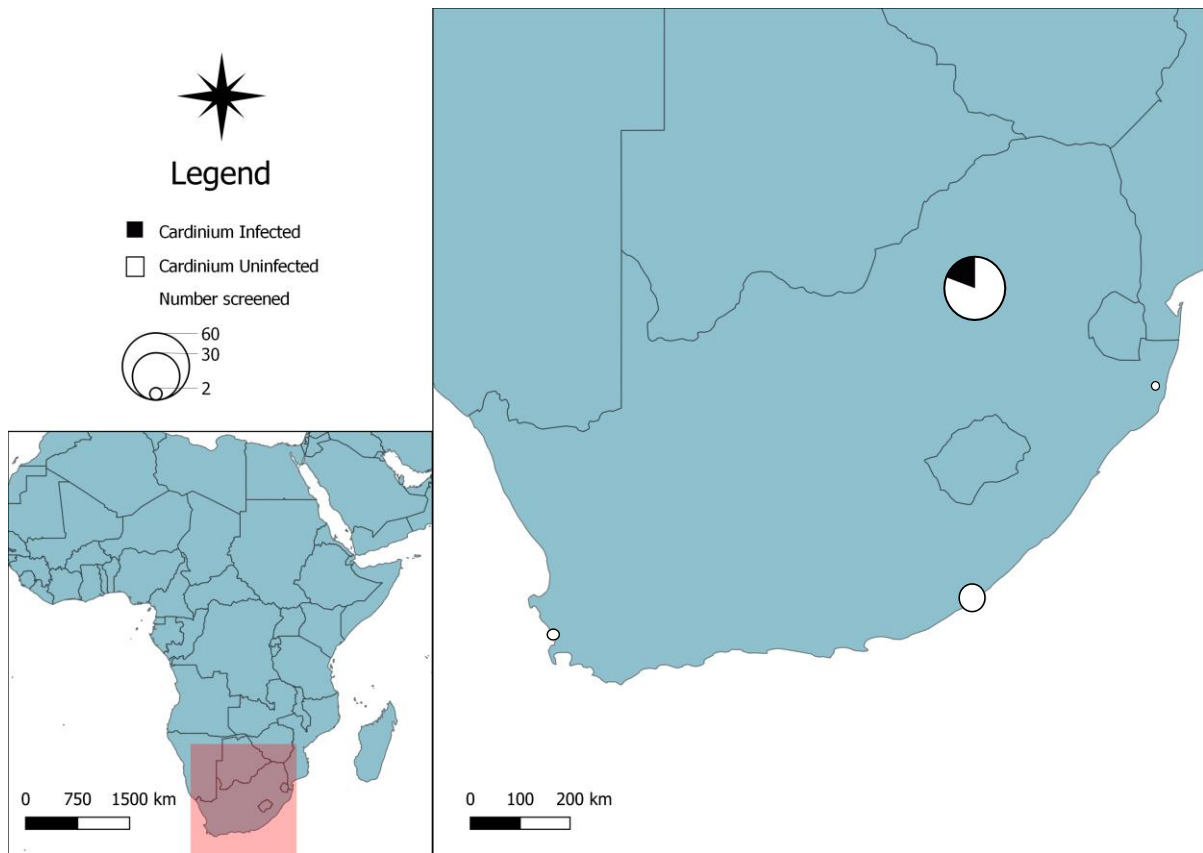 Legend
Cardinium Infected
Cardinium Uninfected
Number screened
60
30
2
0 750 1500 km
0 100 200 km